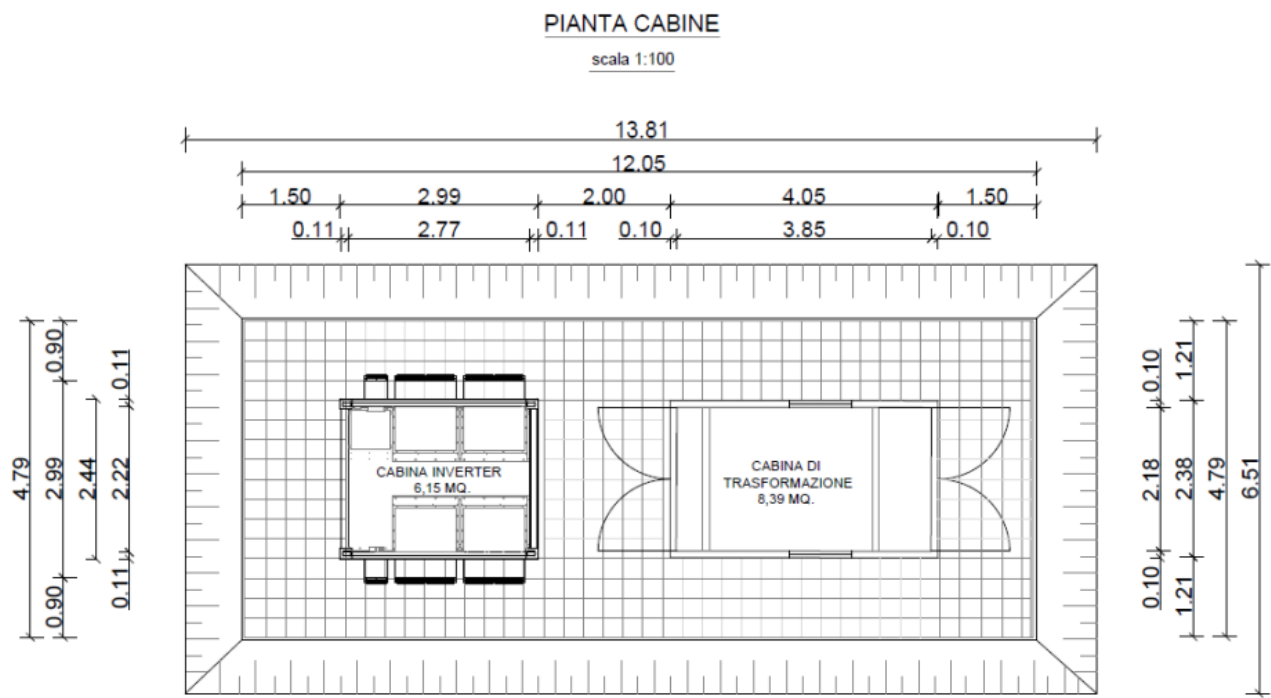 PIANTA CABINE
scala 1:100
13.81
12.05
1.50 2.99 2.00 4.05 1.50
0.11 2.77 0.11 0.10 3.85 0.10
4.79
0.90 2.99 0.90
2.44
0.11 2.22 0.11
CABINA INVERTER
6,15 MQ.
CABINA DI
TRASFORMAZIONE
8,39 MQ.
0.10 2.18 0.10
1.21 2.38 1.21
4.79
6.51